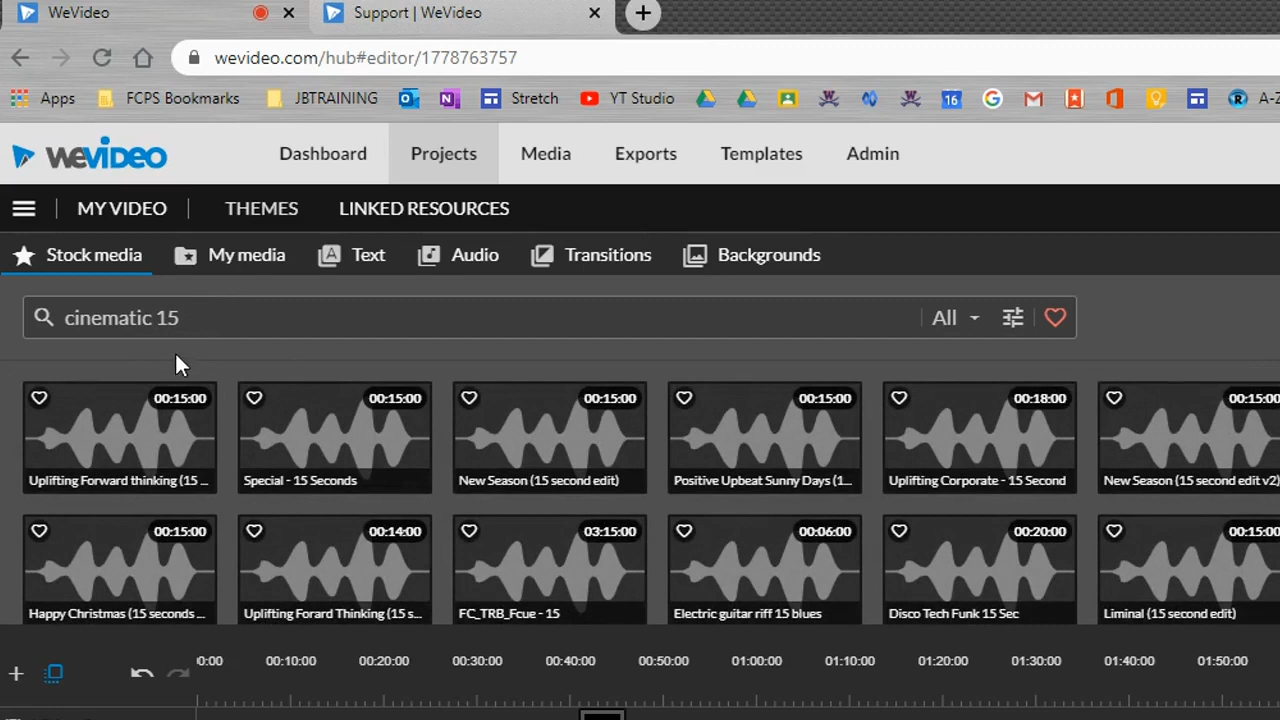 WeVideo
Support | WeVideo
wevideo.com/hub#editor/1778763757
Apps FCPS Bookmarks JBTRAINING Stretch YT Studio 16 A-Z
WEVIDEO Dashboard Projects Media Exports Templates Admin
MY VIDEO THEMES LINKED RESOURCES
Stock media My media Text Audio Transitions Backgrounds
cinematic 15 All
00:15:00 00:15:00 00:15:00 00:15:00 00:18:00 00:15:00
Uplifting Forward thinking (15 ... Special - 15 Seconds New Season (15 second edit) Positive Upbeat Sunny Days (1... Uplifting Corporate - 15 Second New Season (15 second edit v2)
00:15:00 00:14:00 03:15:00 00:06:00 00:20:00 00:15:00
Happy Christmas (15 seconds ... Uplifting Forard Thinking (15 s... FC_TRB_Fcue - 15 Electric guitar riff 15 blues Disco Tech Funk 15 Sec Liminal (15 second edit)
0:00 00:10:00 00:20:00 00:30:00 00:40:00 00:50:00 01:00:00 01:10:00 01:20:00 01:30:00 01:40:00 01:50:00